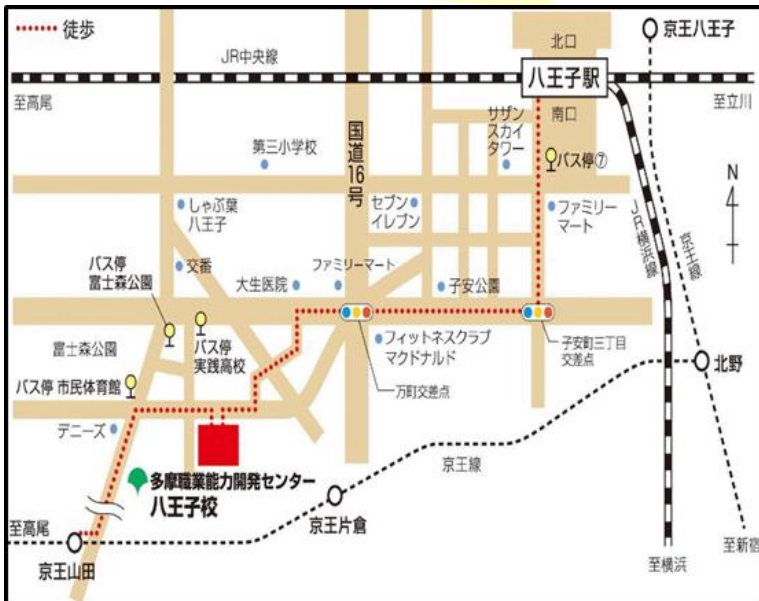 徒歩
JR中央線
北口
京王八王子
八王子駅
至高尾
至立川
南口
サザン
スカイ
タワー
バス停⑦
国道16号
第三小学校
N
しゃぶ葉
八王子
セブン
イレブン
ファミリー
マート
JR横浜線
京王線
バス停
富士森公園
交番
大生医院
ファミリーマート
子安公園
富士森公園
バス停
実践高校
フィットネスクラブ
マクドナルド
子安町三丁目
交差点
北野
バス停 市民体育館
万町交差点
デニーズ
京王線
多摩職業能力開発センター
八王子校
京王片倉
至高尾
京王山田
至横浜
至新宿